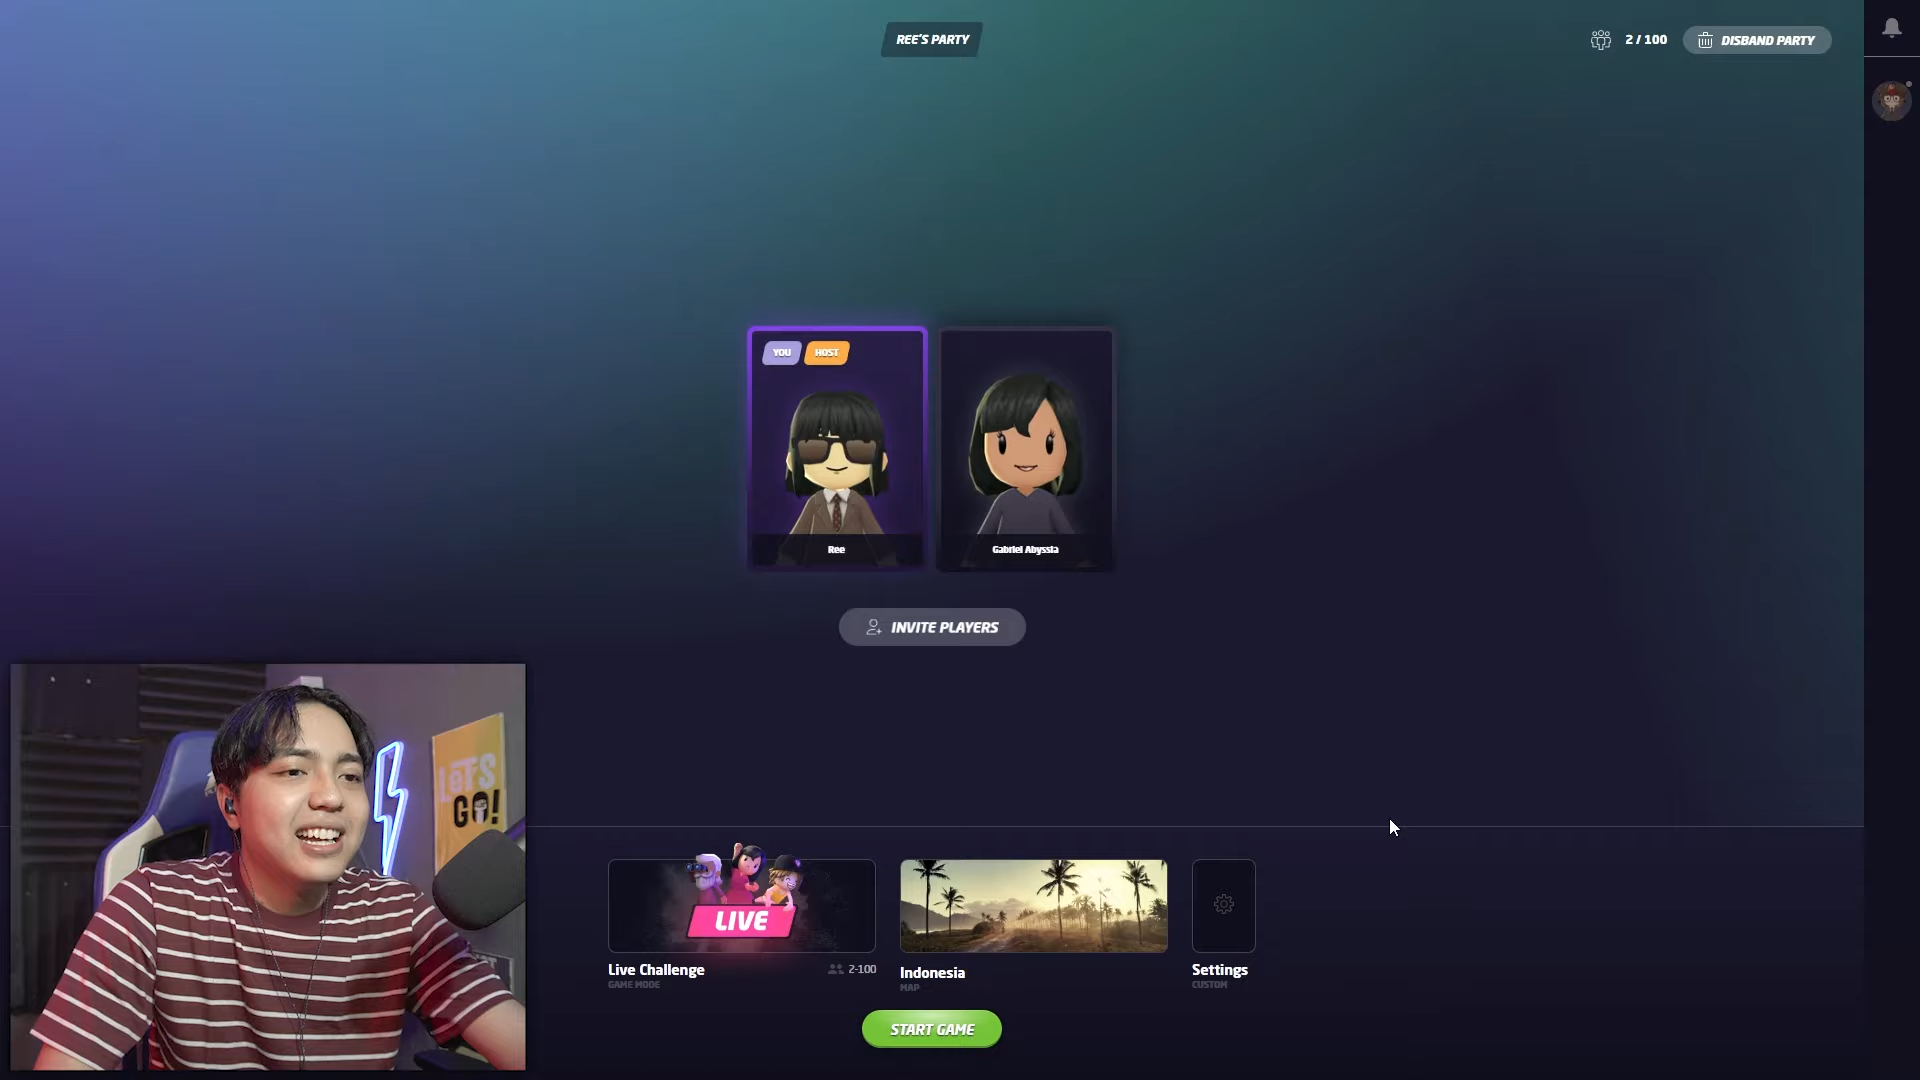 REE'S PARTY
2 / 100
DISBAND PARTY
YOU
HOST
Ree
Gabriel Abyssia
INVITE PLAYERS
LETS
GO!
LIVE
Live Challenge
2-100
GAME MODE
Indonesia
MAP
Settings
CUSTOM
START GAME